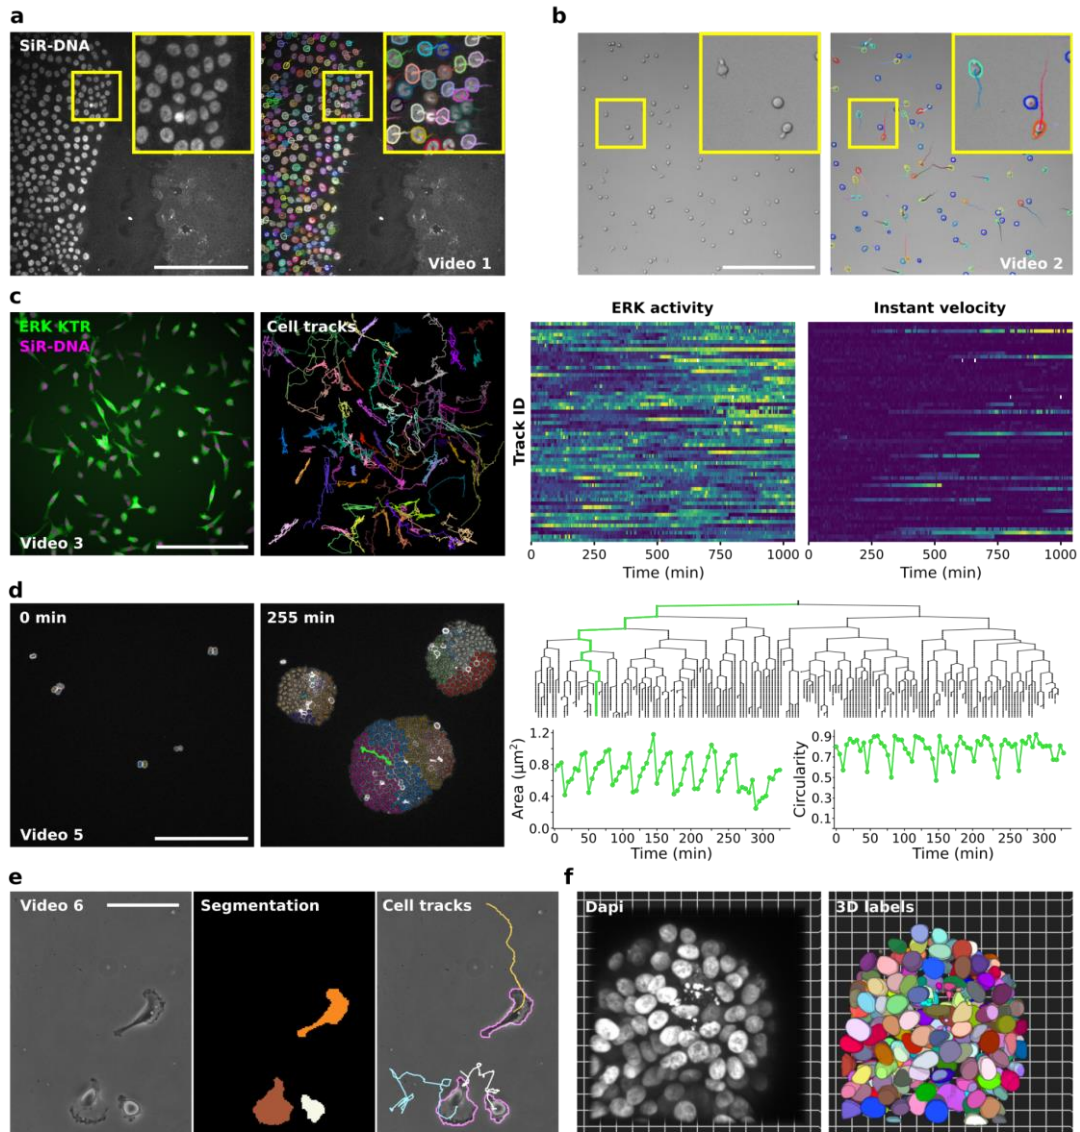 a
SiR-DNA
Video 1
b
Video 2
c
ERK KTR
SiR-DNA
Video 3
Cell tracks
ERK activity
Track ID
0 250 500 750 1000
Time (min)
Instant velocity
0 250 500 750 1000
Time (min)
d
0 min
Video 5
255 min
Area (μm²)
1.2
0.8
0.4
0.0
0 50 100 150 200 250 300
Time (min)
Circularity
0.9
0.7
0.5
0.3
0.1
0 50 100 150 200 250 300
Time (min)
e
Video 6
Segmentation
Cell tracks
f
Dapi
3D labels